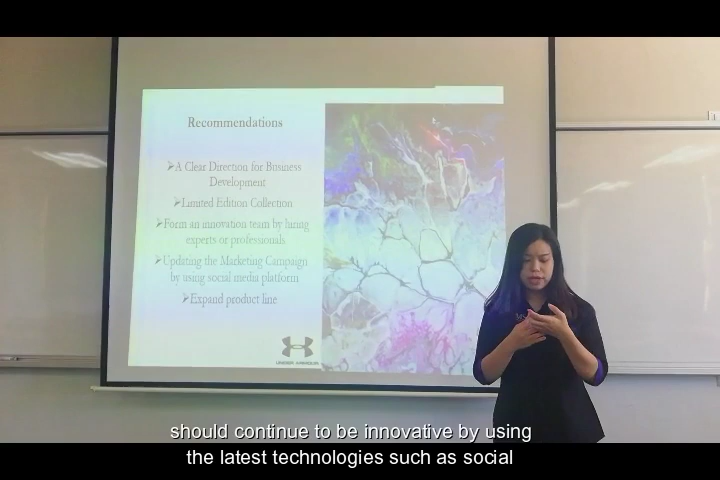 Recommendations
➢A Clear Direction for Business
Development
➢Limited Edition Collection
➢Form an innovation team by hiring
experts or professionals
➢Updating the Marketing Campaign
by using social media platform
➢Expand product line
UNDER ARMOUR
should continue to be innovative by using
the latest technologies such as social